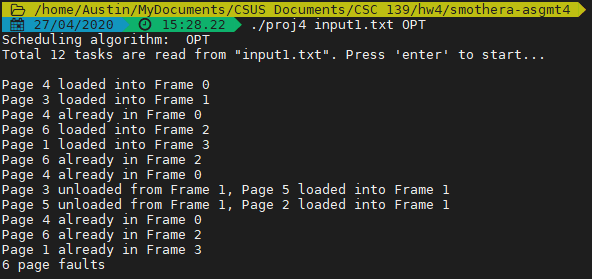 /home/Austin/MyDocuments/CSUS Documents/CSC 139/hw4/smothera-asgmt4
27/04/2020 15:28.22 ./proj4 input1.txt OPT
Scheduling algorithm:  OPT
Total 12 tasks are read from "input1.txt". Press 'enter' to start...
Page 4 loaded into Frame 0
Page 3 loaded into Frame 1
Page 4 already in Frame 0
Page 6 loaded into Frame 2
Page 1 loaded into Frame 3
Page 6 already in Frame 2
Page 4 already in Frame 0
Page 3 unloaded from Frame 1, Page 5 loaded into Frame 1
Page 5 unloaded from Frame 1, Page 2 loaded into Frame 1
Page 4 already in Frame 0
Page 6 already in Frame 2
Page 1 already in Frame 3
6 page faults